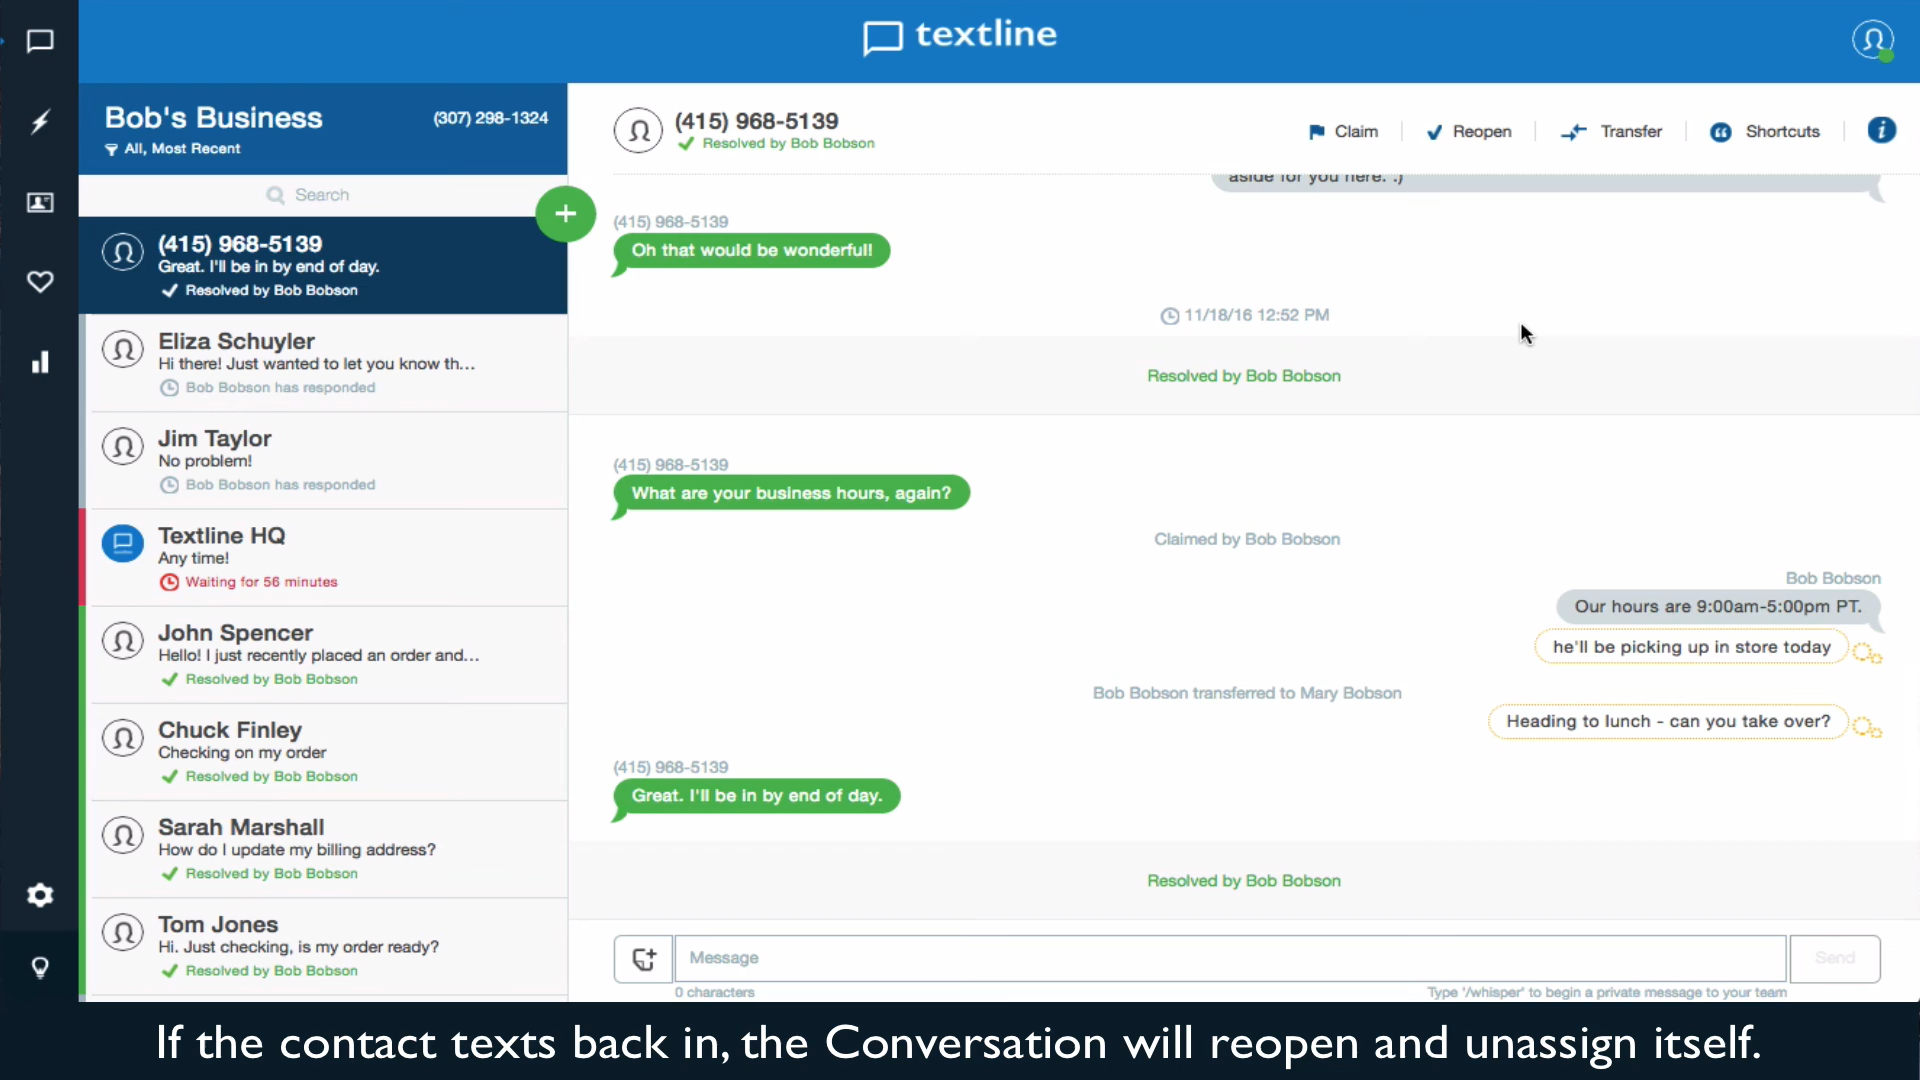 textline
Bob's Business
(307) 298-1324
All, Most Recent
Search
+
(415) 968-5139
Great. I'll be in by end of day.
Resolved by Bob Bobson
Eliza Schuyler
Hi there! Just wanted to let you know th...
Bob Bobson has responded
Jim Taylor
No problem!
Bob Bobson has responded
Textline HQ
Any time!
Waiting for 56 minutes
John Spencer
Hello! I just recently placed an order and...
Resolved by Bob Bobson
Chuck Finley
Checking on my order
Resolved by Bob Bobson
Sarah Marshall
How do I update my billing address?
Resolved by Bob Bobson
Tom Jones
Hi. Just checking, is my order ready?
Resolved by Bob Bobson
(415) 968-5139
Resolved by Bob Bobson
Claim
Reopen
Transfer
Shortcuts
i
aside for you here. :)
(415) 968-5139
Oh that would be wonderful!
11/18/16 12:52 PM
Resolved by Bob Bobson
(415) 968-5139
What are your business hours, again?
Claimed by Bob Bobson
Bob Bobson
Our hours are 9:00am-5:00pm PT.
he'll be picking up in store today
Bob Bobson transferred to Mary Bobson
Heading to lunch - can you take over?
(415) 968-5139
Great. I'll be in by end of day.
Resolved by Bob Bobson
Message
Send
0 characters
Type '/whisper' to begin a private message to your team
If the contact texts back in, the Conversation will reopen and unassign itself.